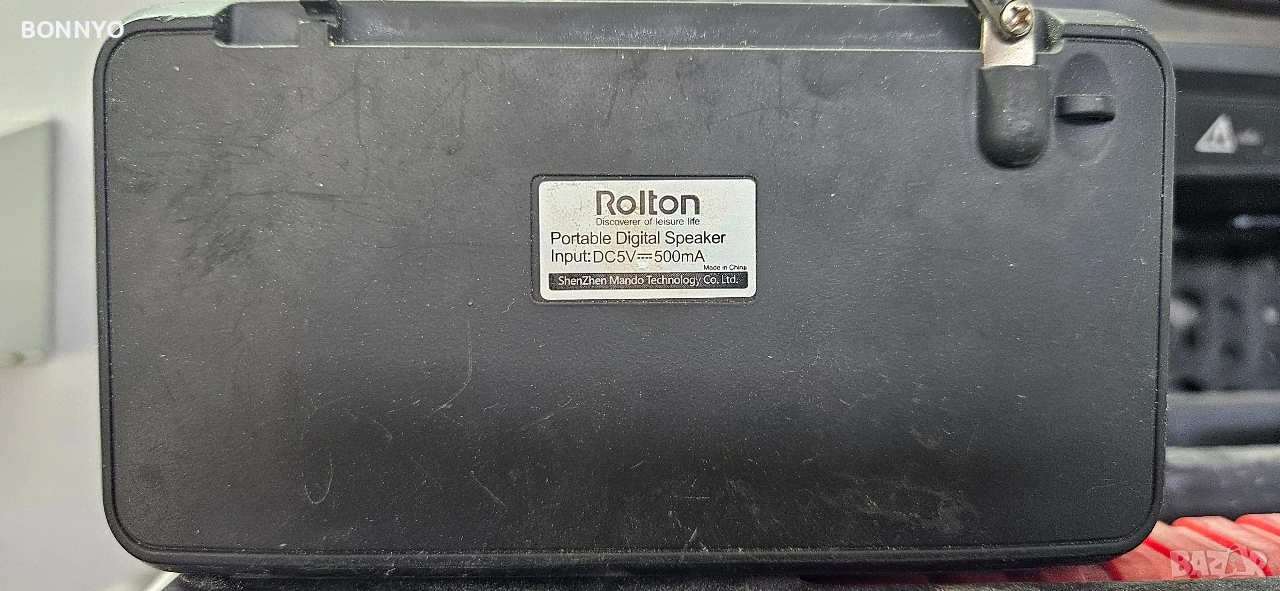 BONNYO
Rolton
Discoverer of leisure life
Portable Digital Speaker
Input: DC5V⎓500mA
Made in China
ShenZhen Mando Technology Co. Ltd.
BAZAR